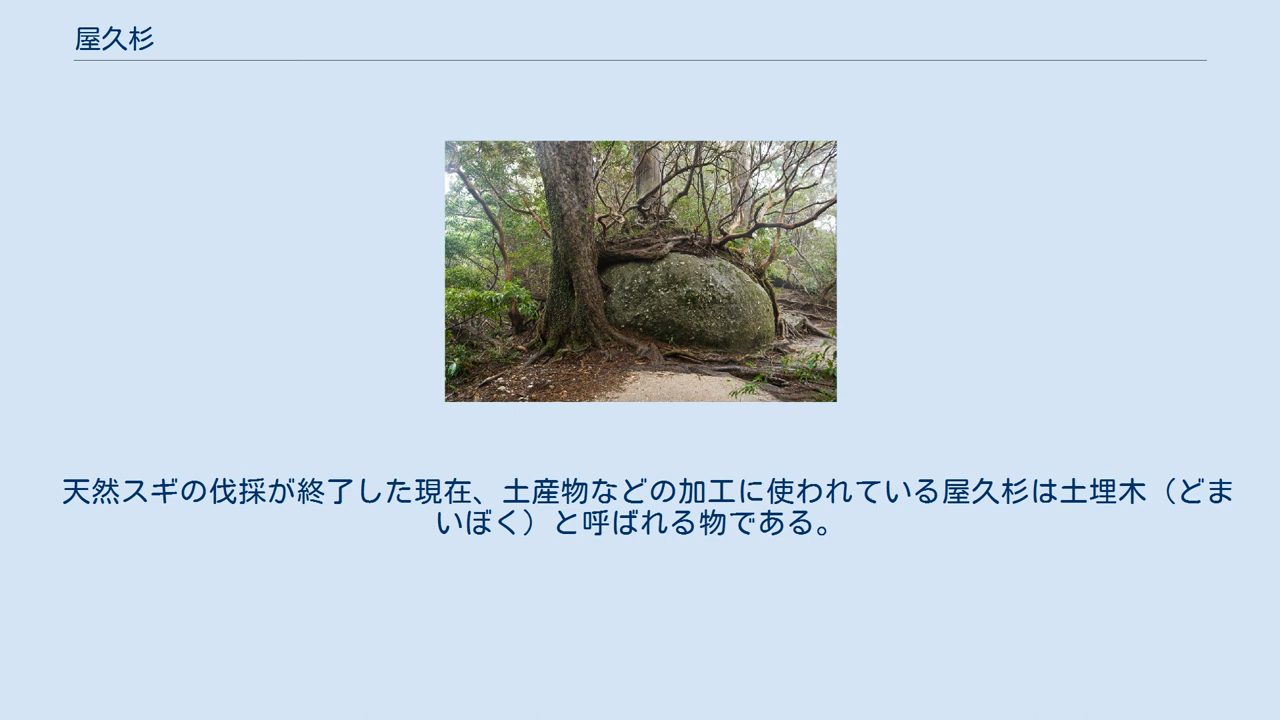 屋久杉
天然スギの伐採が終了した現在、土産物などの加工に使われている屋久杉は土埋木（どま
いぼく）と呼ばれる物である。